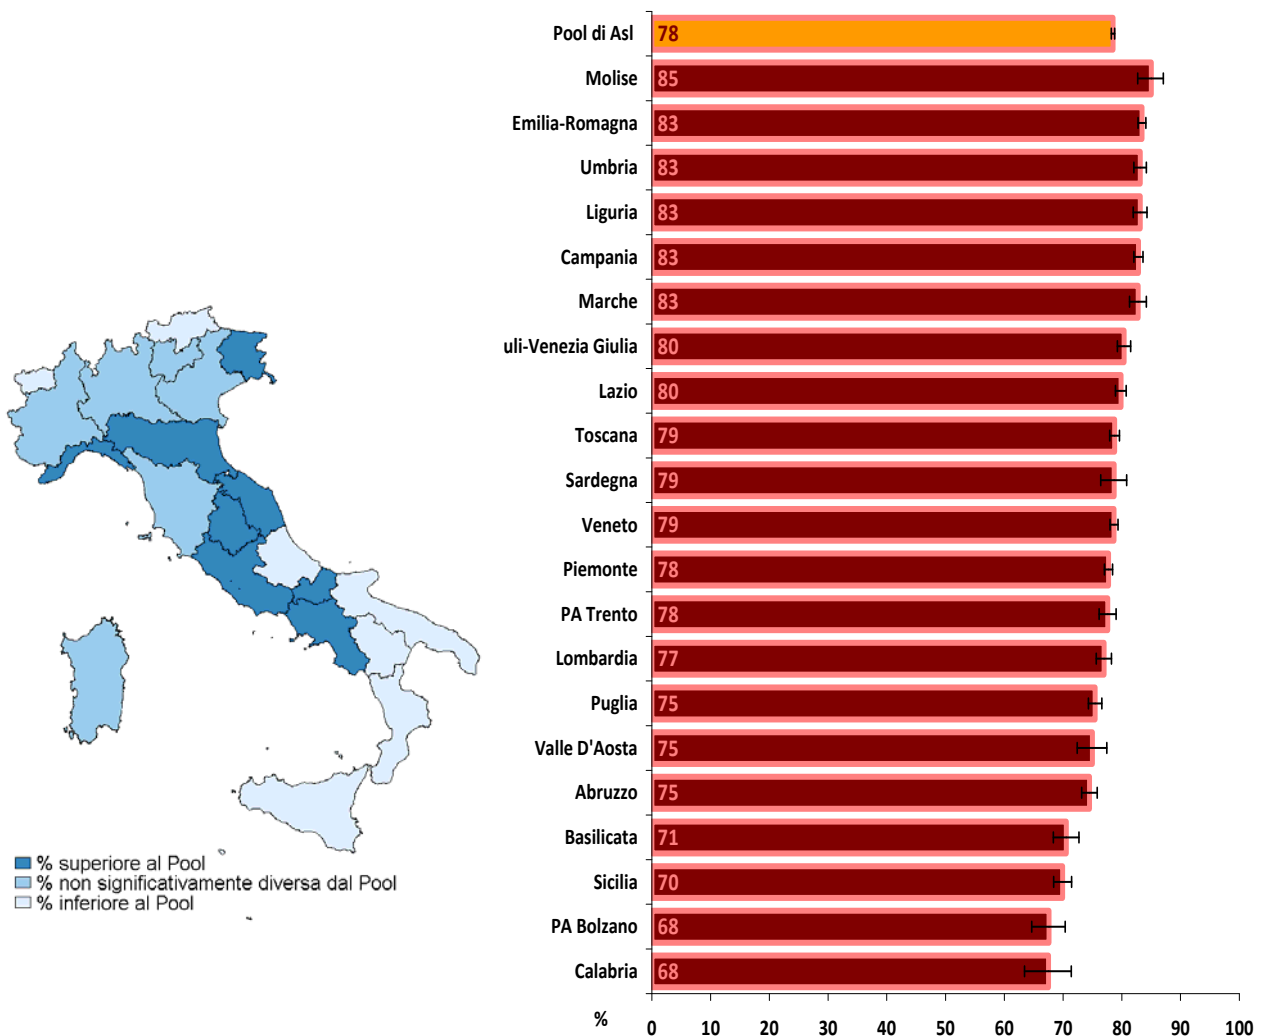 Pool di Asl 78
Molise 85
Emilia-Romagna 83
Umbria 83
Liguria 83
Campania 83
Marche 83
uli-Venezia Giulia 80
Lazio 80
Toscana 79
Sardegna 79
Veneto 79
Piemonte 78
PA Trento 78
Lombardia 77
Puglia 75
Valle D'Aosta 75
Abruzzo 75
Basilicata 71
Sicilia 70
PA Bolzano 68
Calabria 68
% 0 10 20 30 40 50 60 70 80 90 100
% superiore al Pool
% non significativamente diversa dal Pool
% inferiore al Pool